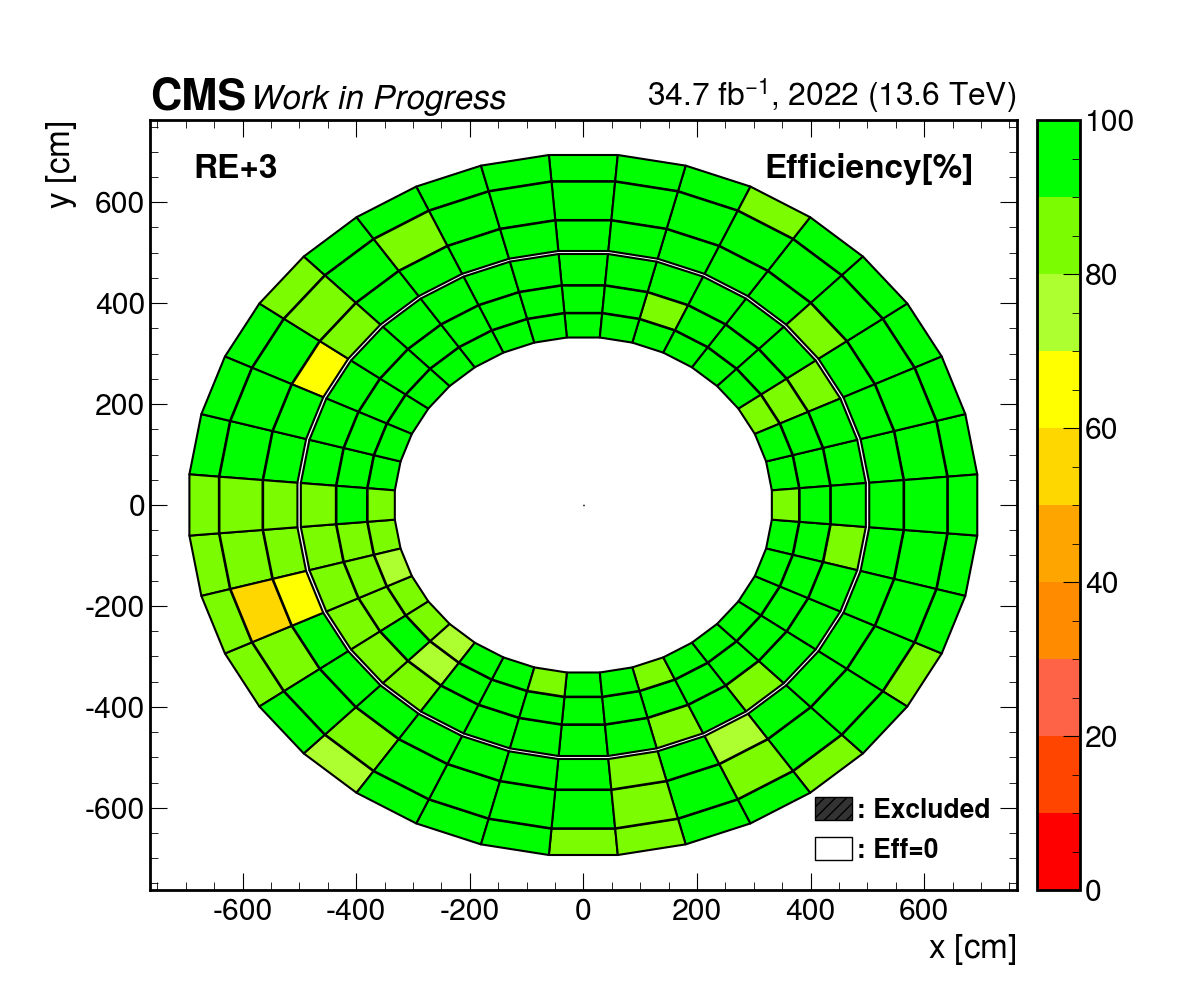 CMS Work in Progress 34.7 fb⁻¹, 2022 (13.6 TeV)
y [cm]
RE+3 Efficiency[%]
600
400
200
0
-200
-400
-600
: Excluded
: Eff=0
-600 -400 -200 0 200 400 600
x [cm]
100
80
60
40
20
0